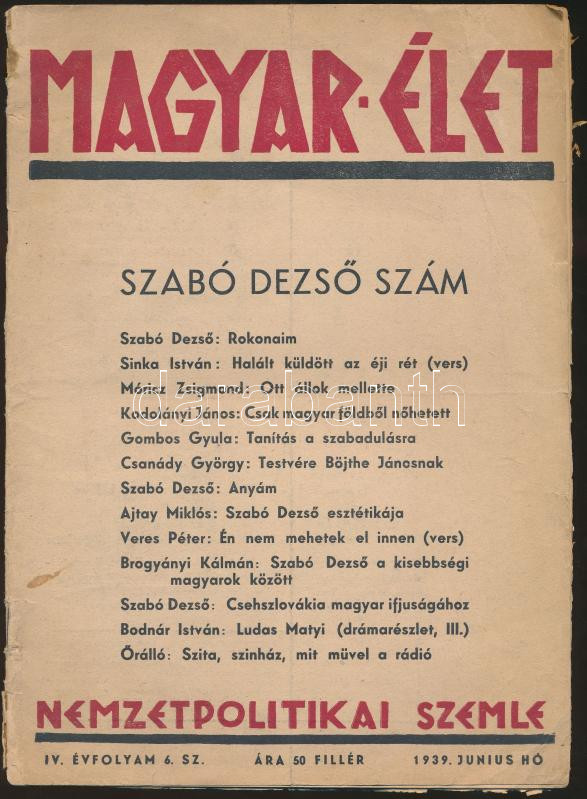 MAGYAR·ÉLET
SZABÓ DEZSŐ SZÁM
Szabó Dezső: Rokonaim
Sinka István: Halált küldött az éji rét (vers)
Móricz Zsigmond: Ott állok mellette
Kodolányi János: Csak magyar földből nőhetett
darabanth
Gombos Gyula: Tanítás a szabadulásra
Csanády György: Testvére Böjthe Jánosnak
Szabó Dezső: Anyám
Ajtay Miklós: Szabó Dezső esztétikája
Veres Péter: Én nem mehetek el innen (vers)
Brogyányi Kálmán: Szabó Dezső a kisebbségi
magyarok között
Szabó Dezső: Csehszlovákia magyar ifjuságához
Bodnár István: Ludas Matyi (drámarészlet, III.)
Őrálló: Szita, szinház, mit müvel a rádió
NEMZETPOLITIKAI SZEMLE
IV. ÉVFOLYAM 6. SZ. ÁRA 50 FILLÉR 1939. JUNIUS HÓ